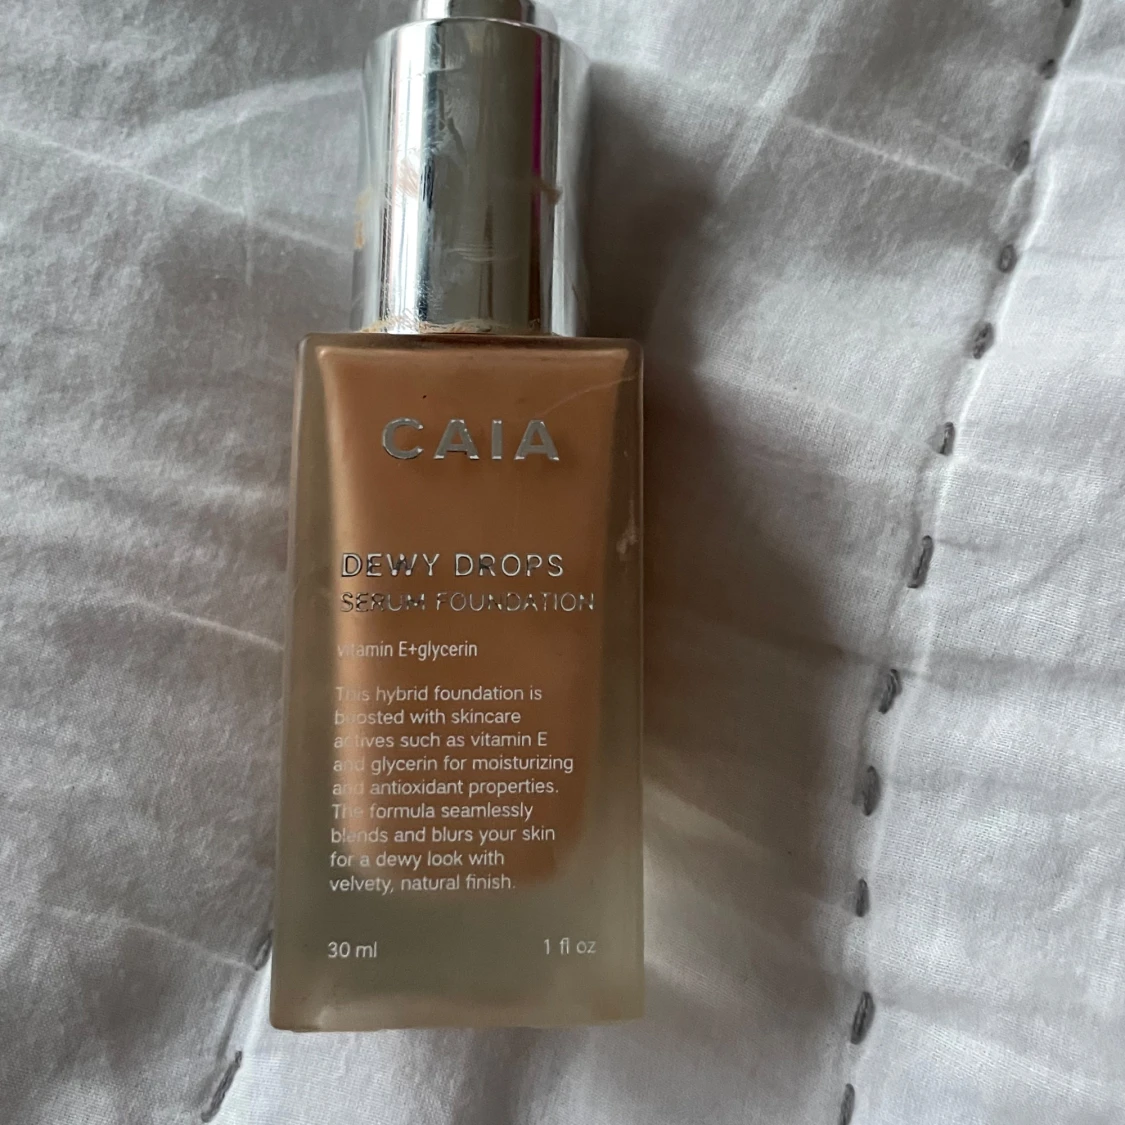 CAIA
DEWY DROPS
SERUM FOUNDATION
vitamin E+glycerin
This hybrid foundation is
boosted with skincare
actives such as vitamin E
and glycerin for moisturizing
and antioxidant properties.
The formula seamlessly
blends and blurs your skin
for a dewy look with
velvety, natural finish.
30 ml 1 fl oz